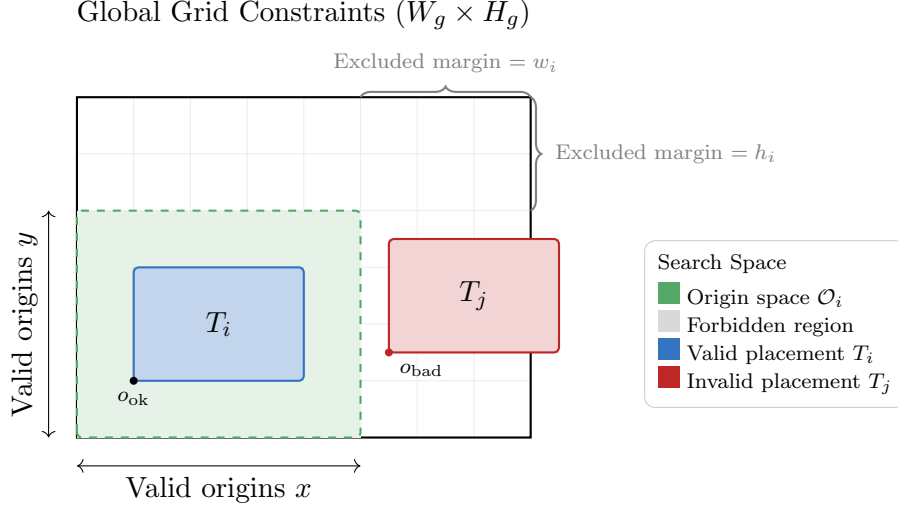 Global Grid Constraints ($W_g \times H_g$)
Excluded margin = $w_i$
Excluded margin = $h_i$
Valid origins $y$
$T_i$
$T_j$
$o_{\text{ok}}$
$o_{\text{bad}}$
Valid origins $x$
Search Space
Origin space $\mathcal{O}_i$
Forbidden region
Valid placement $T_i$
Invalid placement $T_j$